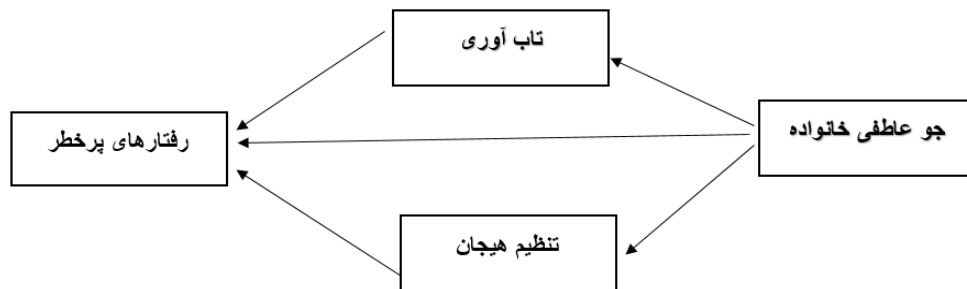 تاب آوری
جو عاطفی خانواده
رفتارهای پرخطر
تنظیم هیجان